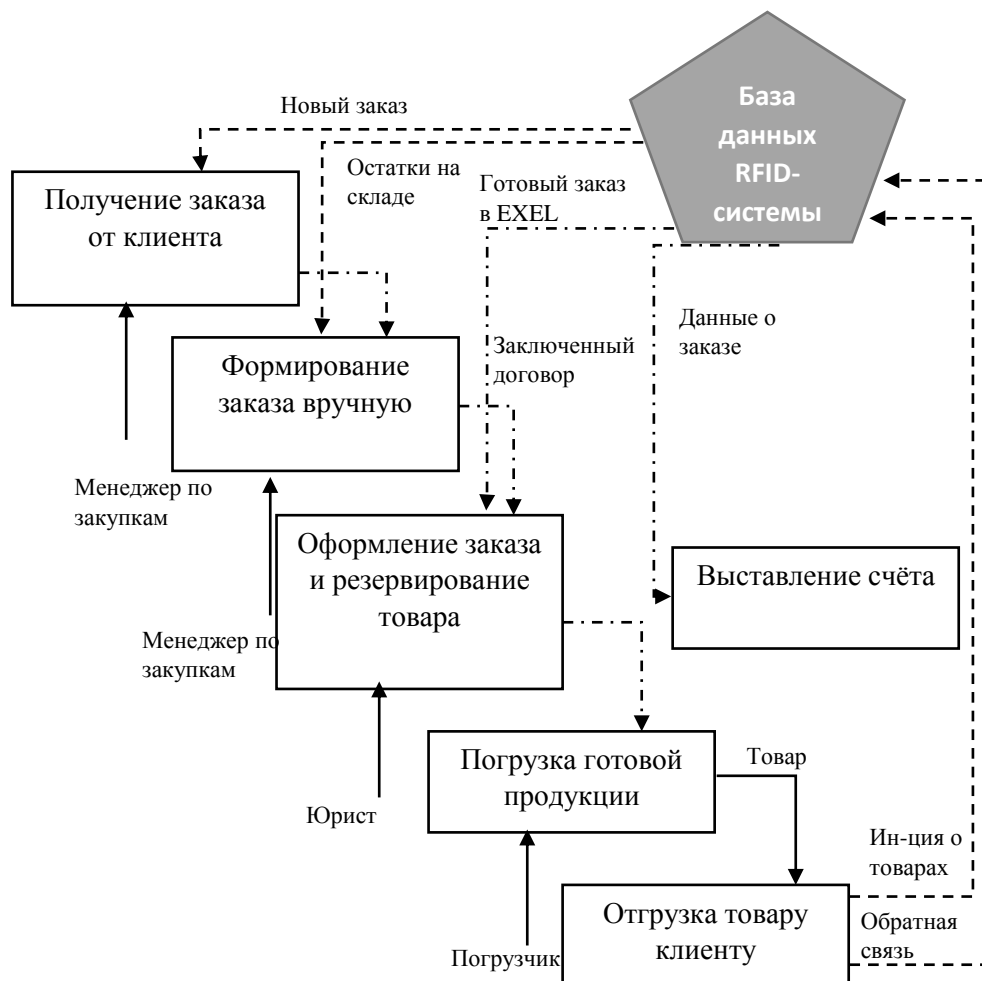 База
данных
RFID-
системы
Новый заказ
Остатки на
складе
Готовый заказ
в EXEL
Получение заказа
от клиента
Данные о
заказе
Заключенный
договор
Формирование
заказа вручную
Менеджер по
закупкам
Оформление заказа
и резервирование
товара
Выставление счёта
Менеджер по
закупкам
Погрузка готовой
продукции
Товар
Юрист
Ин-ция о
товарах
Отгрузка товару
клиенту
Обратная
связь
Погрузчик